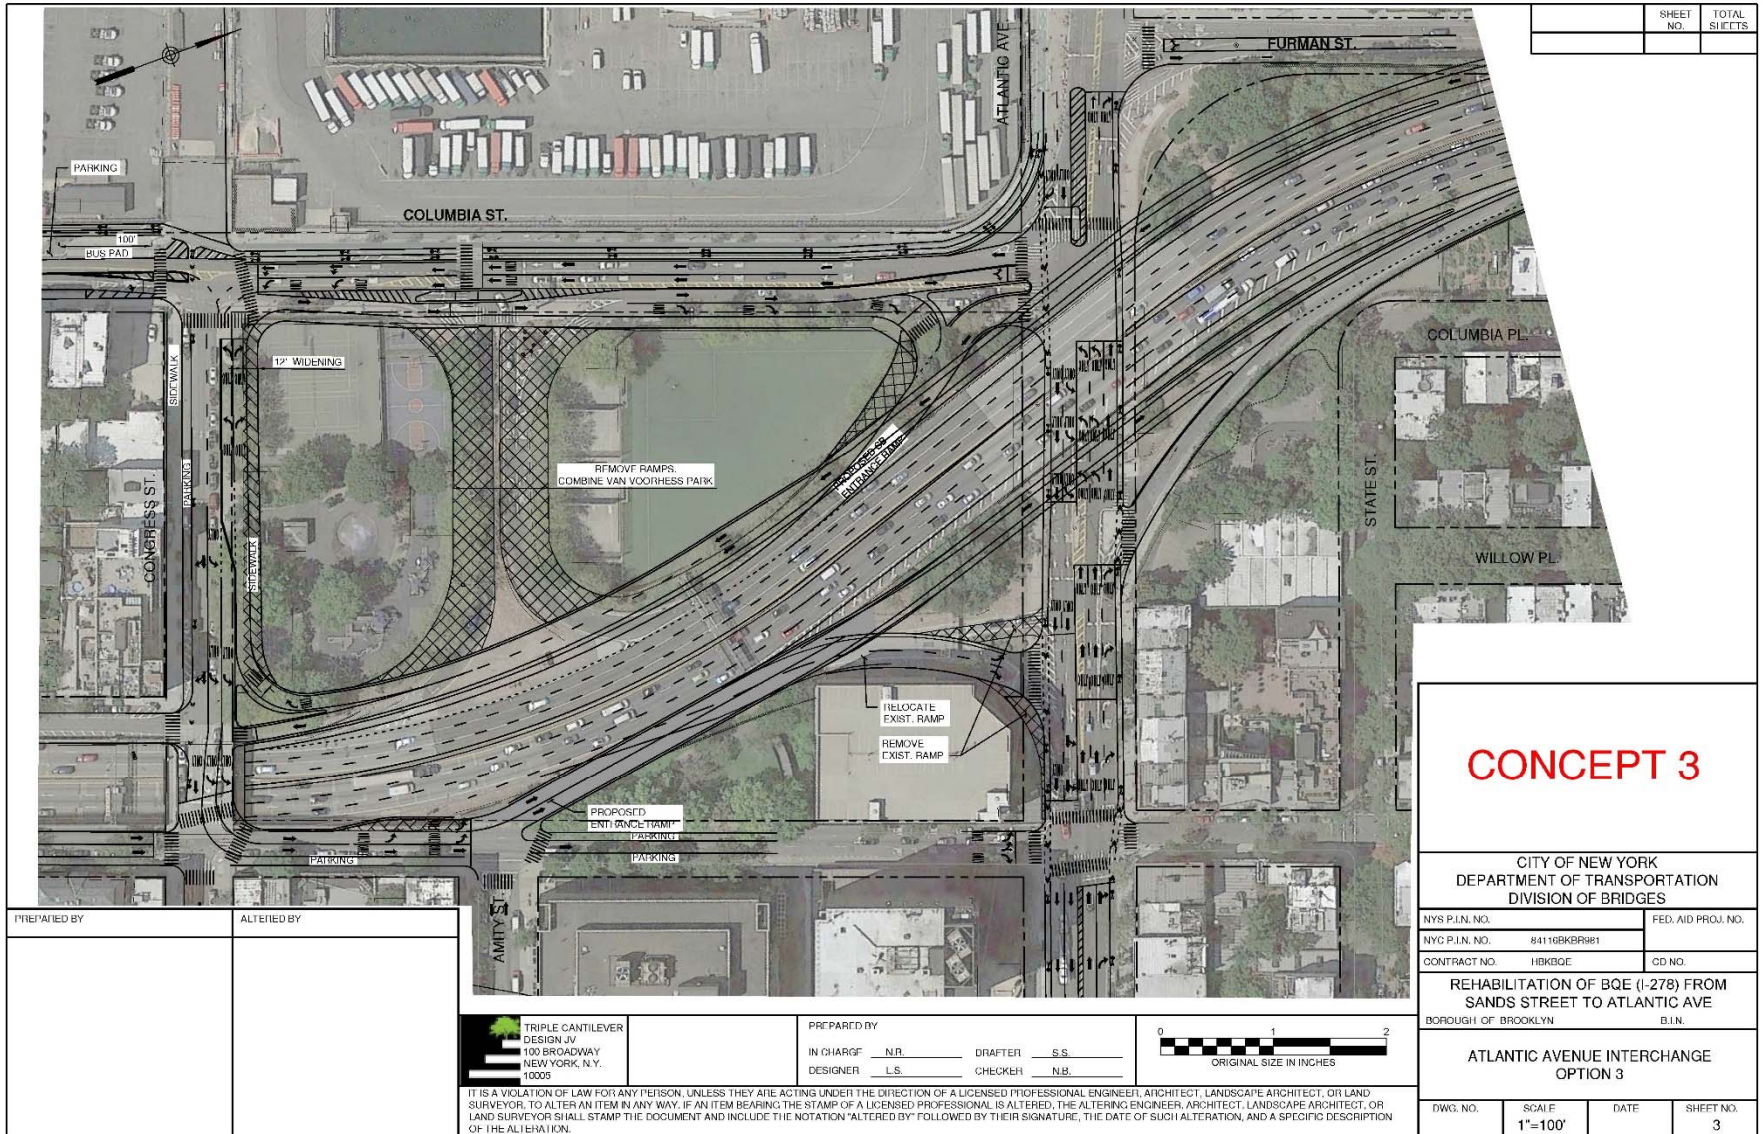 SHEET
NO.
TOTAL
SHEETS
FURMAN ST.
ATLANTIC AVE
PARKING
COLUMBIA ST.
100'
BUS PAD
12' WIDENING
SIDEWALK
PARKING
CONGRESS ST.
SIDEWALK
REMOVE RAMPS.
COMBINE VAN VOORHESS PARK
PROPOSED SB
ENTRANCE RAMP
COLUMBIA PL.
STATE ST.
WILLOW PL.
RELOCATE
EXIST. RAMP
REMOVE
EXIST. RAMP
PROPOSED
ENTRANCE RAMP
PARKING
PARKING
PARKING
AMITY ST.
CONCEPT 3
CITY OF NEW YORK
DEPARTMENT OF TRANSPORTATION
DIVISION OF BRIDGES
NYS P.I.N. NO.
FED. AID PROJ. NO.
NYC P.I.N. NO. 84116BKBR981
CONTRACT NO. HBKBQE
CD NO.
REHABILITATION OF BQE (I-278) FROM
SANDS STREET TO ATLANTIC AVE
BOROUGH OF BROOKLYN B.I.N.
ATLANTIC AVENUE INTERCHANGE
OPTION 3
DWG. NO.
SCALE
1"=100'
DATE
SHEET NO.
3
PREPARED BY
ALTERED BY
TRIPLE CANTILEVER
DESIGN JV
100 BROADWAY
NEW YORK, N.Y.
10005
PREPARED BY
IN CHARGE N.R. DRAFTER S.S.
DESIGNER L.S. CHECKER N.B.
0 1 2
ORIGINAL SIZE IN INCHES
IT IS A VIOLATION OF LAW FOR ANY PERSON, UNLESS THEY ARE ACTING UNDER THE DIRECTION OF A LICENSED PROFESSIONAL ENGINEER, ARCHITECT, LANDSCAPE ARCHITECT, OR LAND
SURVEYOR, TO ALTER AN ITEM IN ANY WAY. IF AN ITEM BEARING THE STAMP OF A LICENSED PROFESSIONAL IS ALTERED, THE ALTERING ENGINEER, ARCHITECT, LANDSCAPE ARCHITECT, OR
LAND SURVEYOR SHALL STAMP THE DOCUMENT AND INCLUDE THE NOTATION "ALTERED BY" FOLLOWED BY THEIR SIGNATURE, THE DATE OF SUCH ALTERATION, AND A SPECIFIC DESCRIPTION
OF THE ALTERATION.